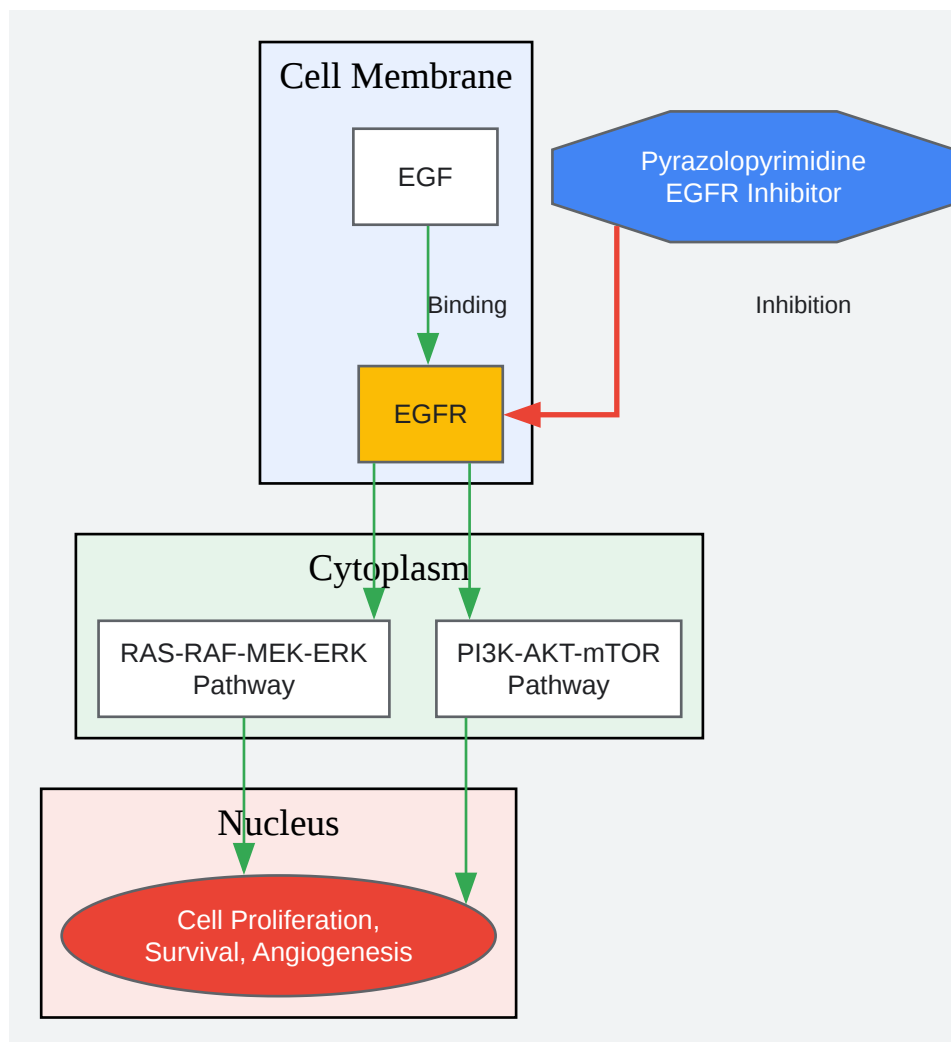 Cell Membrane
EGF
Pyrazolopyrimidine
EGFR Inhibitor
Binding
Inhibition
EGFR
Cytoplasm
RAS-RAF-MEK-ERK
Pathway
PI3K-AKT-mTOR
Pathway
Nucleus
Cell Proliferation,
Survival, Angiogenesis